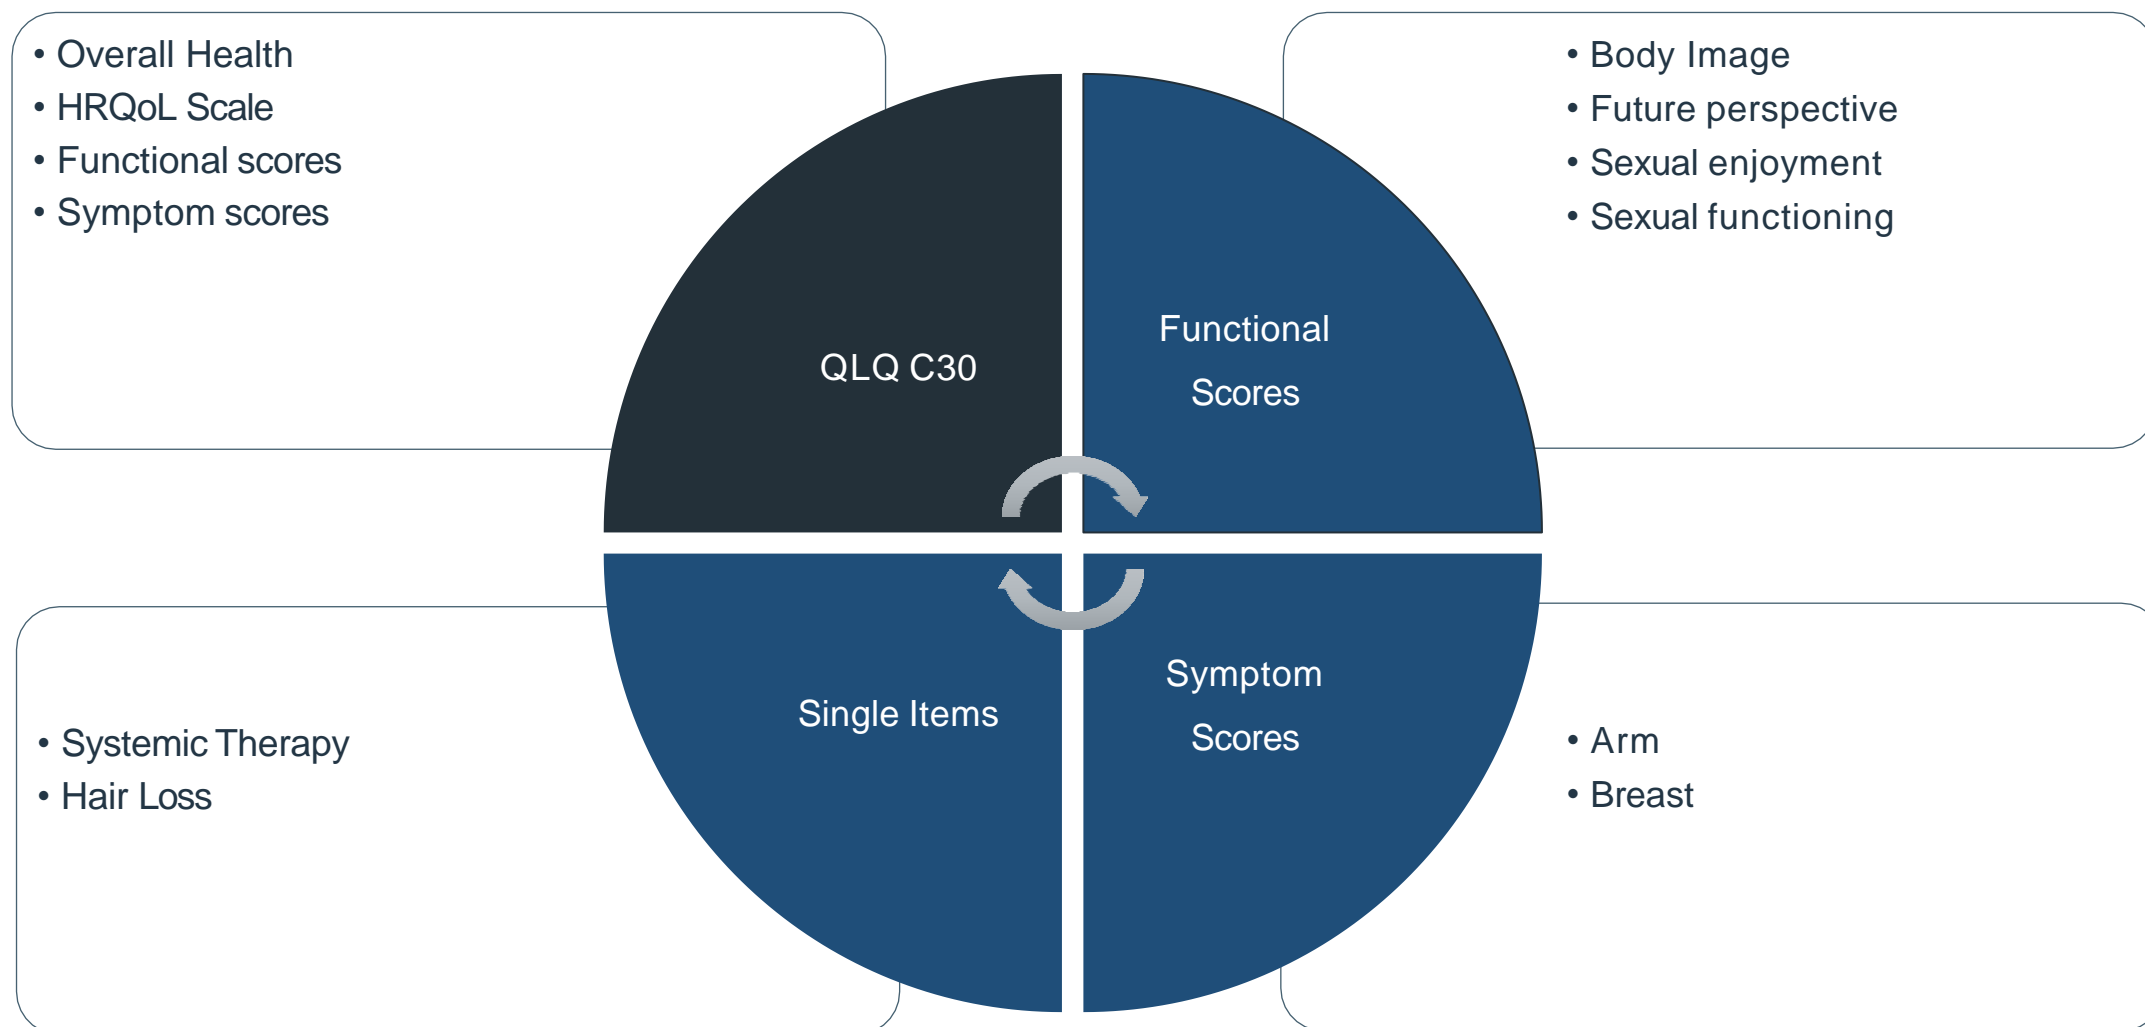 • Overall Health
• HRQoL Scale
• Functional scores
• Symptom scores
QLQ C30
Functional
Scores
• Body Image
• Future perspective
• Sexual enjoyment
• Sexual functioning
• Systemic Therapy
• Hair Loss
Single Items
Symptom
Scores
• Arm
• Breast